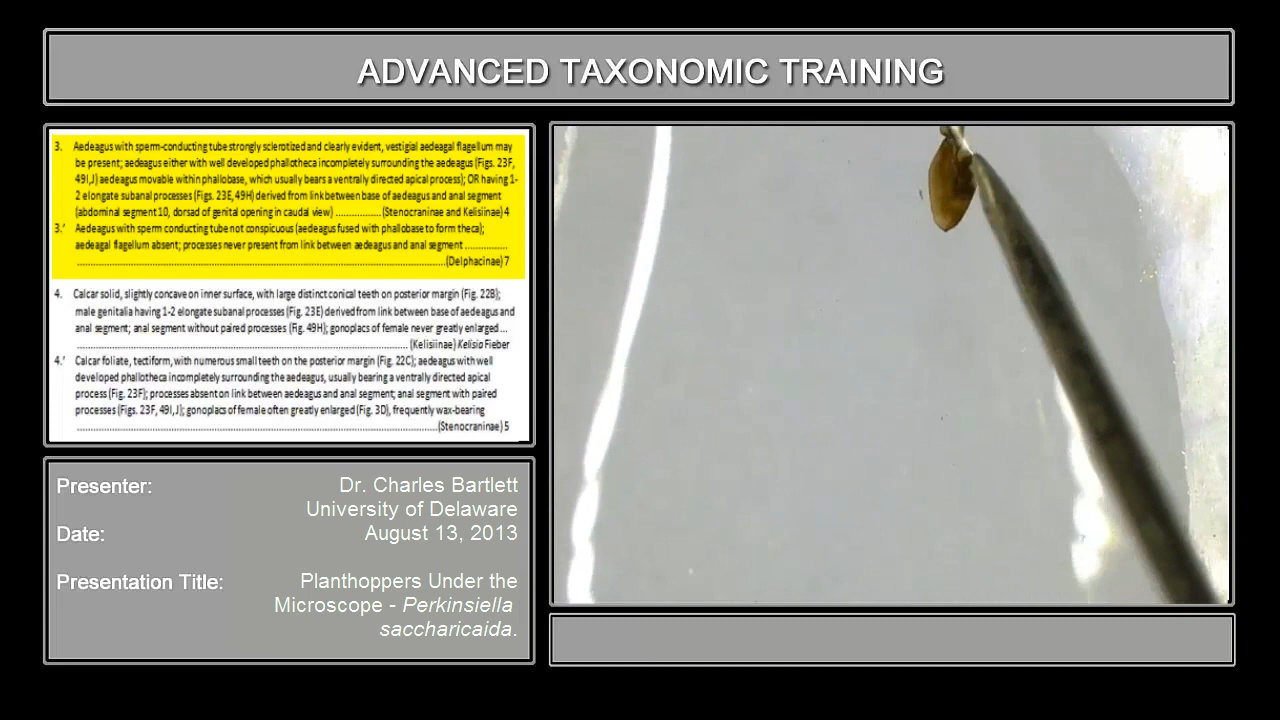 ADVANCED TAXONOMIC TRAINING
3. Aedeagus with sperm-conducting tube strongly sclerotized and clearly evident, vestigial aedeagal flagellum may
be present; aedeagus either with well developed phallotheca incompletely surrounding the aedeagus (Figs. 23F,
49I,J) aedeagus movable within phallobase, which usually bears a ventrally directed apical process); OR having 1-
2 elongate subanal processes (Figs. 23E, 49H) derived from link between base of aedeagus and anal segment
(abdominal segment 10, dorsad of genital opening in caudal view) ................. (Stenocraninae and Kelisiinae) 4
3.' Aedeagus with sperm conducting tube not conspicuous (aedeagus fused with phallobase to form theca);
aedeagal flagellum absent; processes never present from link between aedeagus and anal segment ................
........................................................................................................(Delphacinae) 7
4. Calcar solid, slightly concave on inner surface, with large distinct conical teeth on posterior margin (Fig. 22B);
male genitalia having 1-2 elongate subanal processes (Fig. 23E) derived from link between base of aedeagus and
anal segment; anal segment without paired processes (Fig. 49H); gonoplacs of female never greatly enlarged ...
........................................................................................................ (Kelisiinae) Kelisia Fieber
4.' Calcar foliate, tectiform, with numerous small teeth on the posterior margin (Fig. 22C); aedeagus with well
developed phallotheca incompletely surrounding the aedeagus, usually bearing a ventrally directed apical
process (Fig. 23F); processes absent on link between aedeagus and anal segment; anal segment with paired
processes (Figs. 23F, 49I,J); gonoplacs of female often greatly enlarged (Fig. 3D), frequently wax-bearing
........................................................................................................(Stenocraninae) 5
Presenter: Dr. Charles Bartlett
University of Delaware
Date: August 13, 2013
Presentation Title: Planthoppers Under the
Microscope - Perkinsiella
saccharicaida.